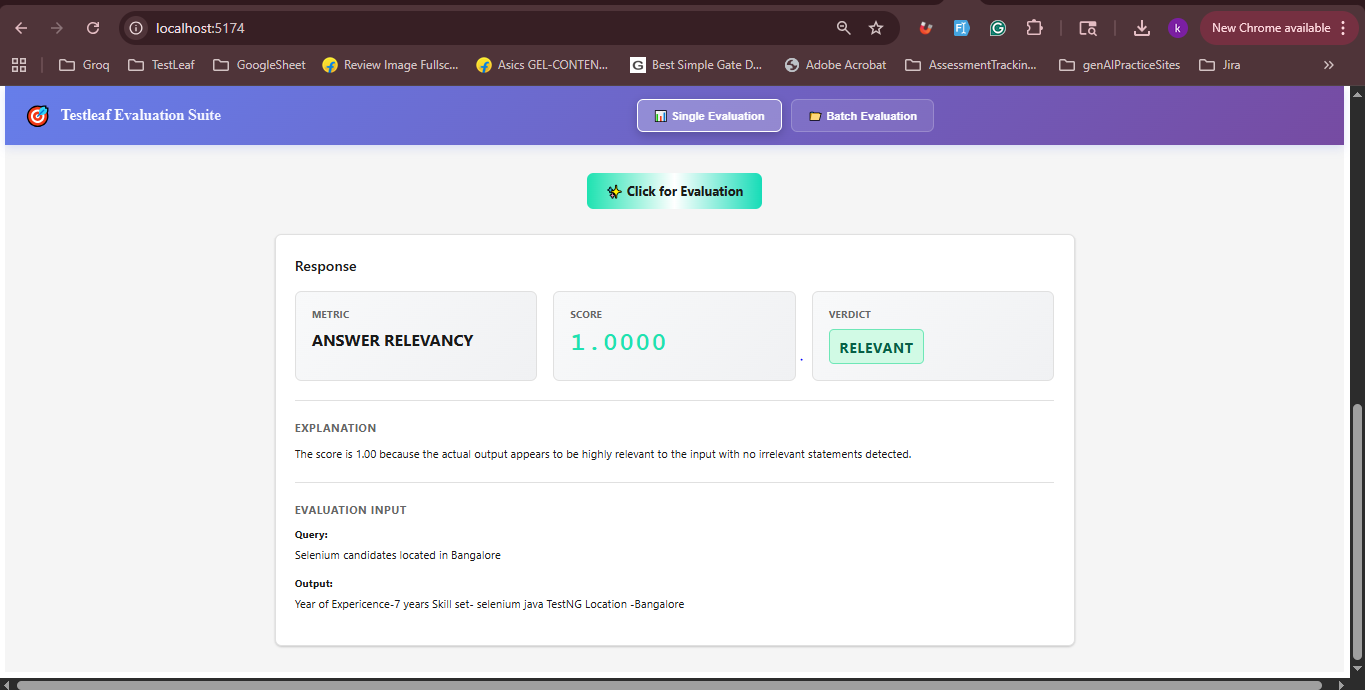 localhost:5174
New Chrome available
Groq
TestLeaf
GoogleSheet
Review Image Fullsc...
Asics GEL-CONTEN...
Best Simple Gate D...
Adobe Acrobat
AssessmentTrackin...
genAIPracticeSites
Jira
Testleaf Evaluation Suite
Single Evaluation
Batch Evaluation
Click for Evaluation
Response
METRIC
ANSWER RELEVANCY
SCORE
1.0000
.
VERDICT
RELEVANT
EXPLANATION
The score is 1.00 because the actual output appears to be highly relevant to the input with no irrelevant statements detected.
EVALUATION INPUT
Query:
Selenium candidates located in Bangalore
Output:
Year of Expericence-7 years Skill set- selenium java TestNG Location -Bangalore